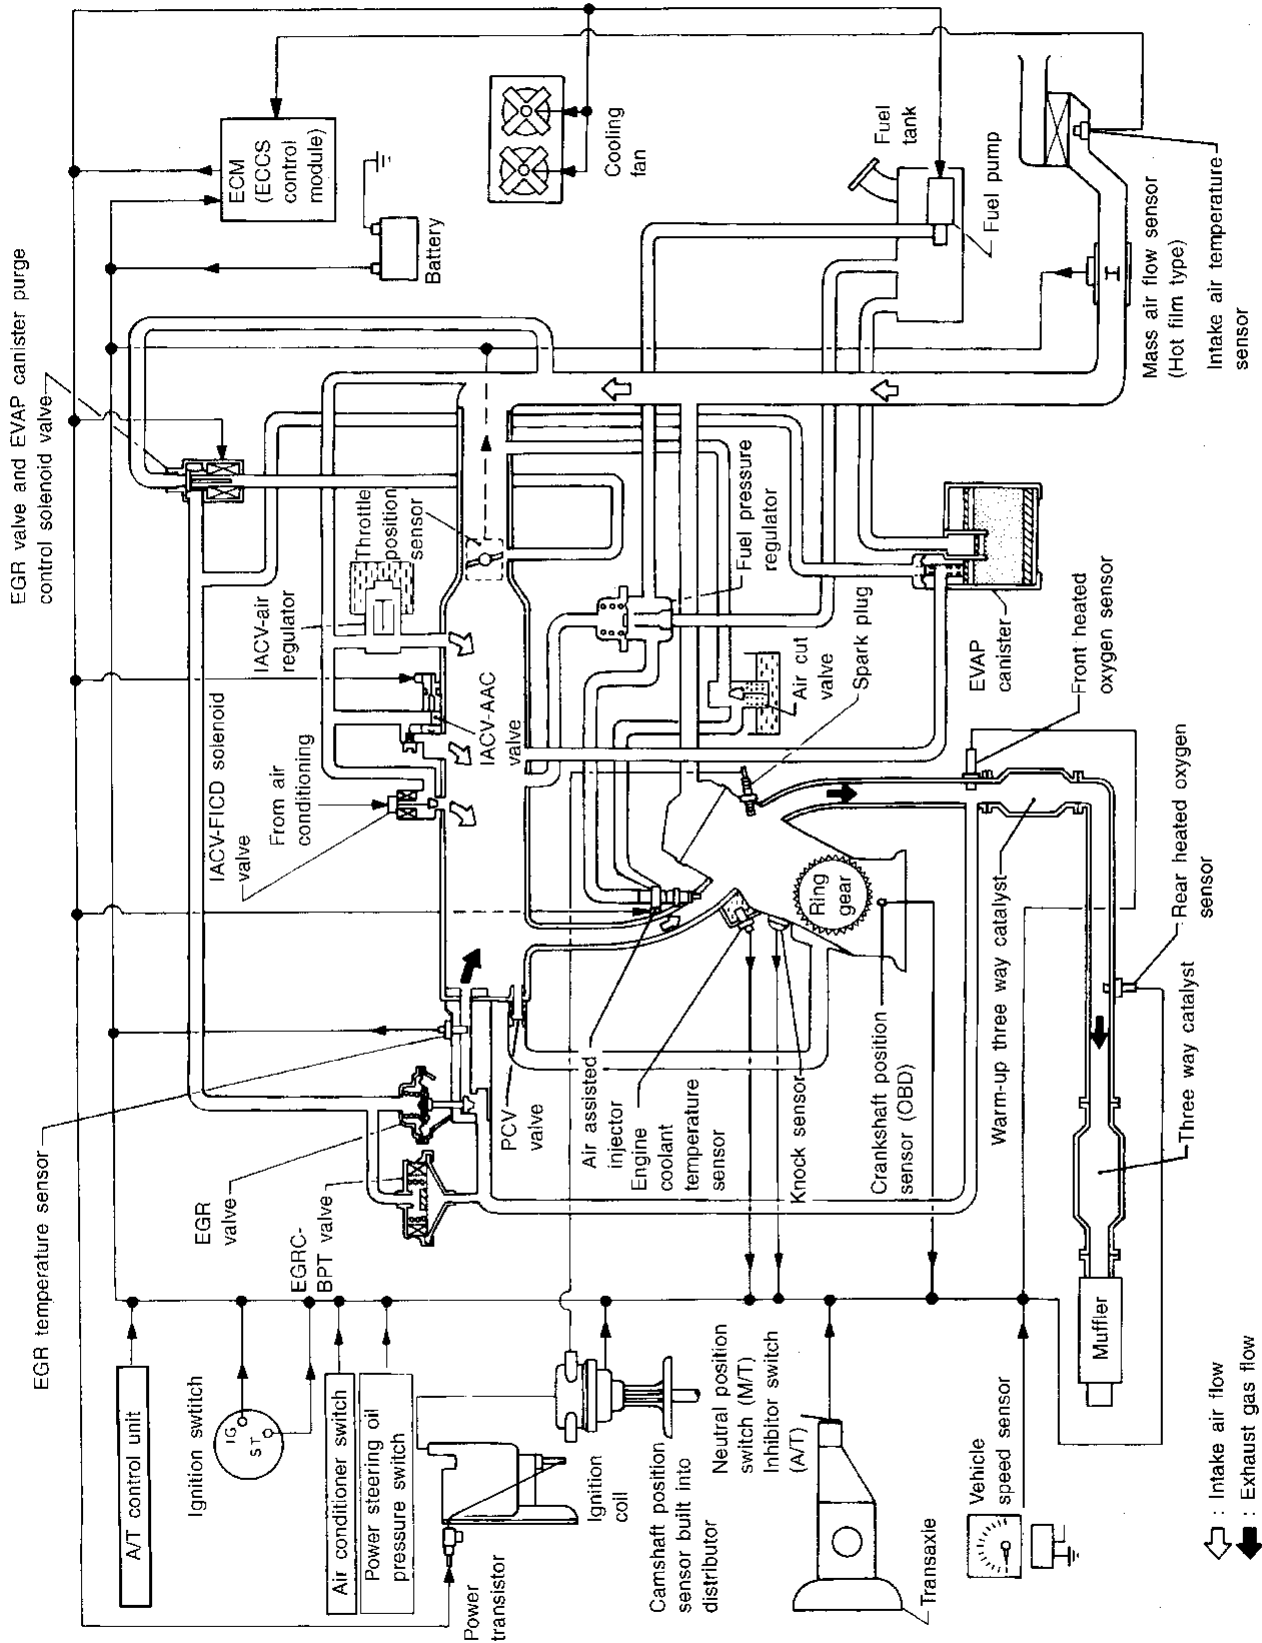 EGR valve and EVAP canister purge
control solenoid valve
EGR temperature sensor
ECM
(ECCS
control
module)
Battery
Cooling
fan
Fuel
tank
Fuel pump
Mass air flow sensor
(Hot film type)
Intake air temperature
sensor
Throttle
position
sensor
IACV-air
regulator
IACV-AAC
valve
IACV-FICD solenoid
valve
From air
conditioning
Fuel pressure
regulator
Air cut
valve
Spark plug
EVAP
canister
Front heated
oxygen sensor
Rear heated oxygen
sensor
Ring
gear
EGR
valve
EGRC-
BPT valve
PCV
valve
Air assisted
injector
Engine
coolant
temperature
sensor
Knock sensor
Crankshaft position
sensor (OBD)
Warm-up three way catalyst
Three way catalyst
Muffler
A/T control unit
Ignition swtitch
IG
ST
Air conditioner switch
Power steering oil
pressure switch
Power
transistor
Ignition
coil
Camshaft position
sensor built into
distributor
Neutral position
switch (M/T)
Inhibitor switch
(A/T)
Transaxle
Vehicle
speed sensor
: Intake air flow
: Exhaust gas flow